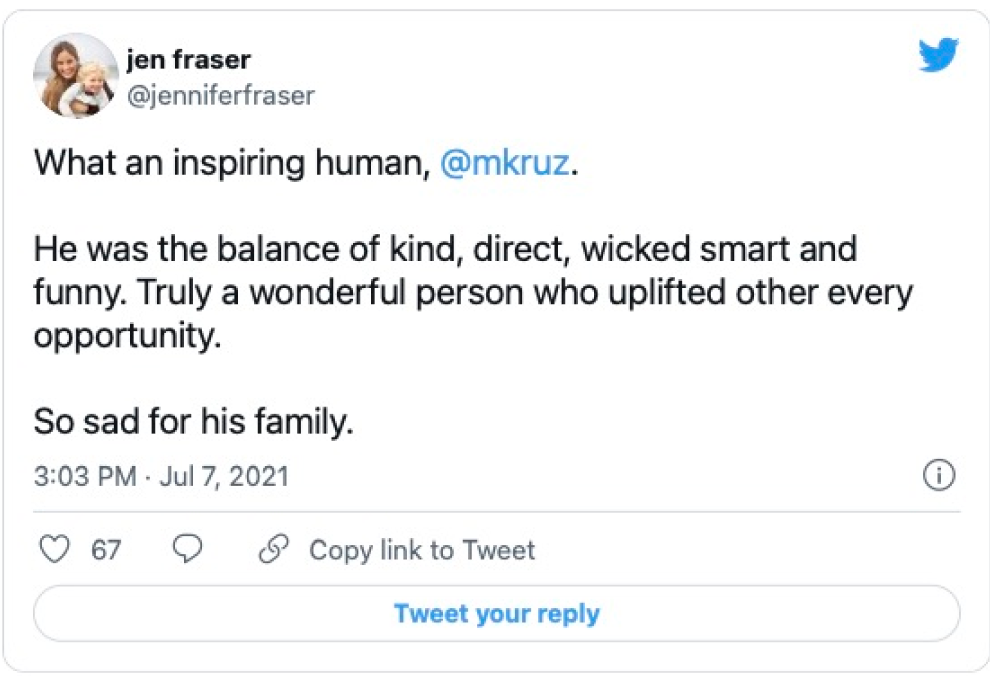 jen fraser
@jenniferfraser
What an inspiring human, @mkruz.
He was the balance of kind, direct, wicked smart and
funny. Truly a wonderful person who uplifted other every
opportunity.
So sad for his family.
3:03 PM · Jul 7, 2021
67
Copy link to Tweet
Tweet your reply